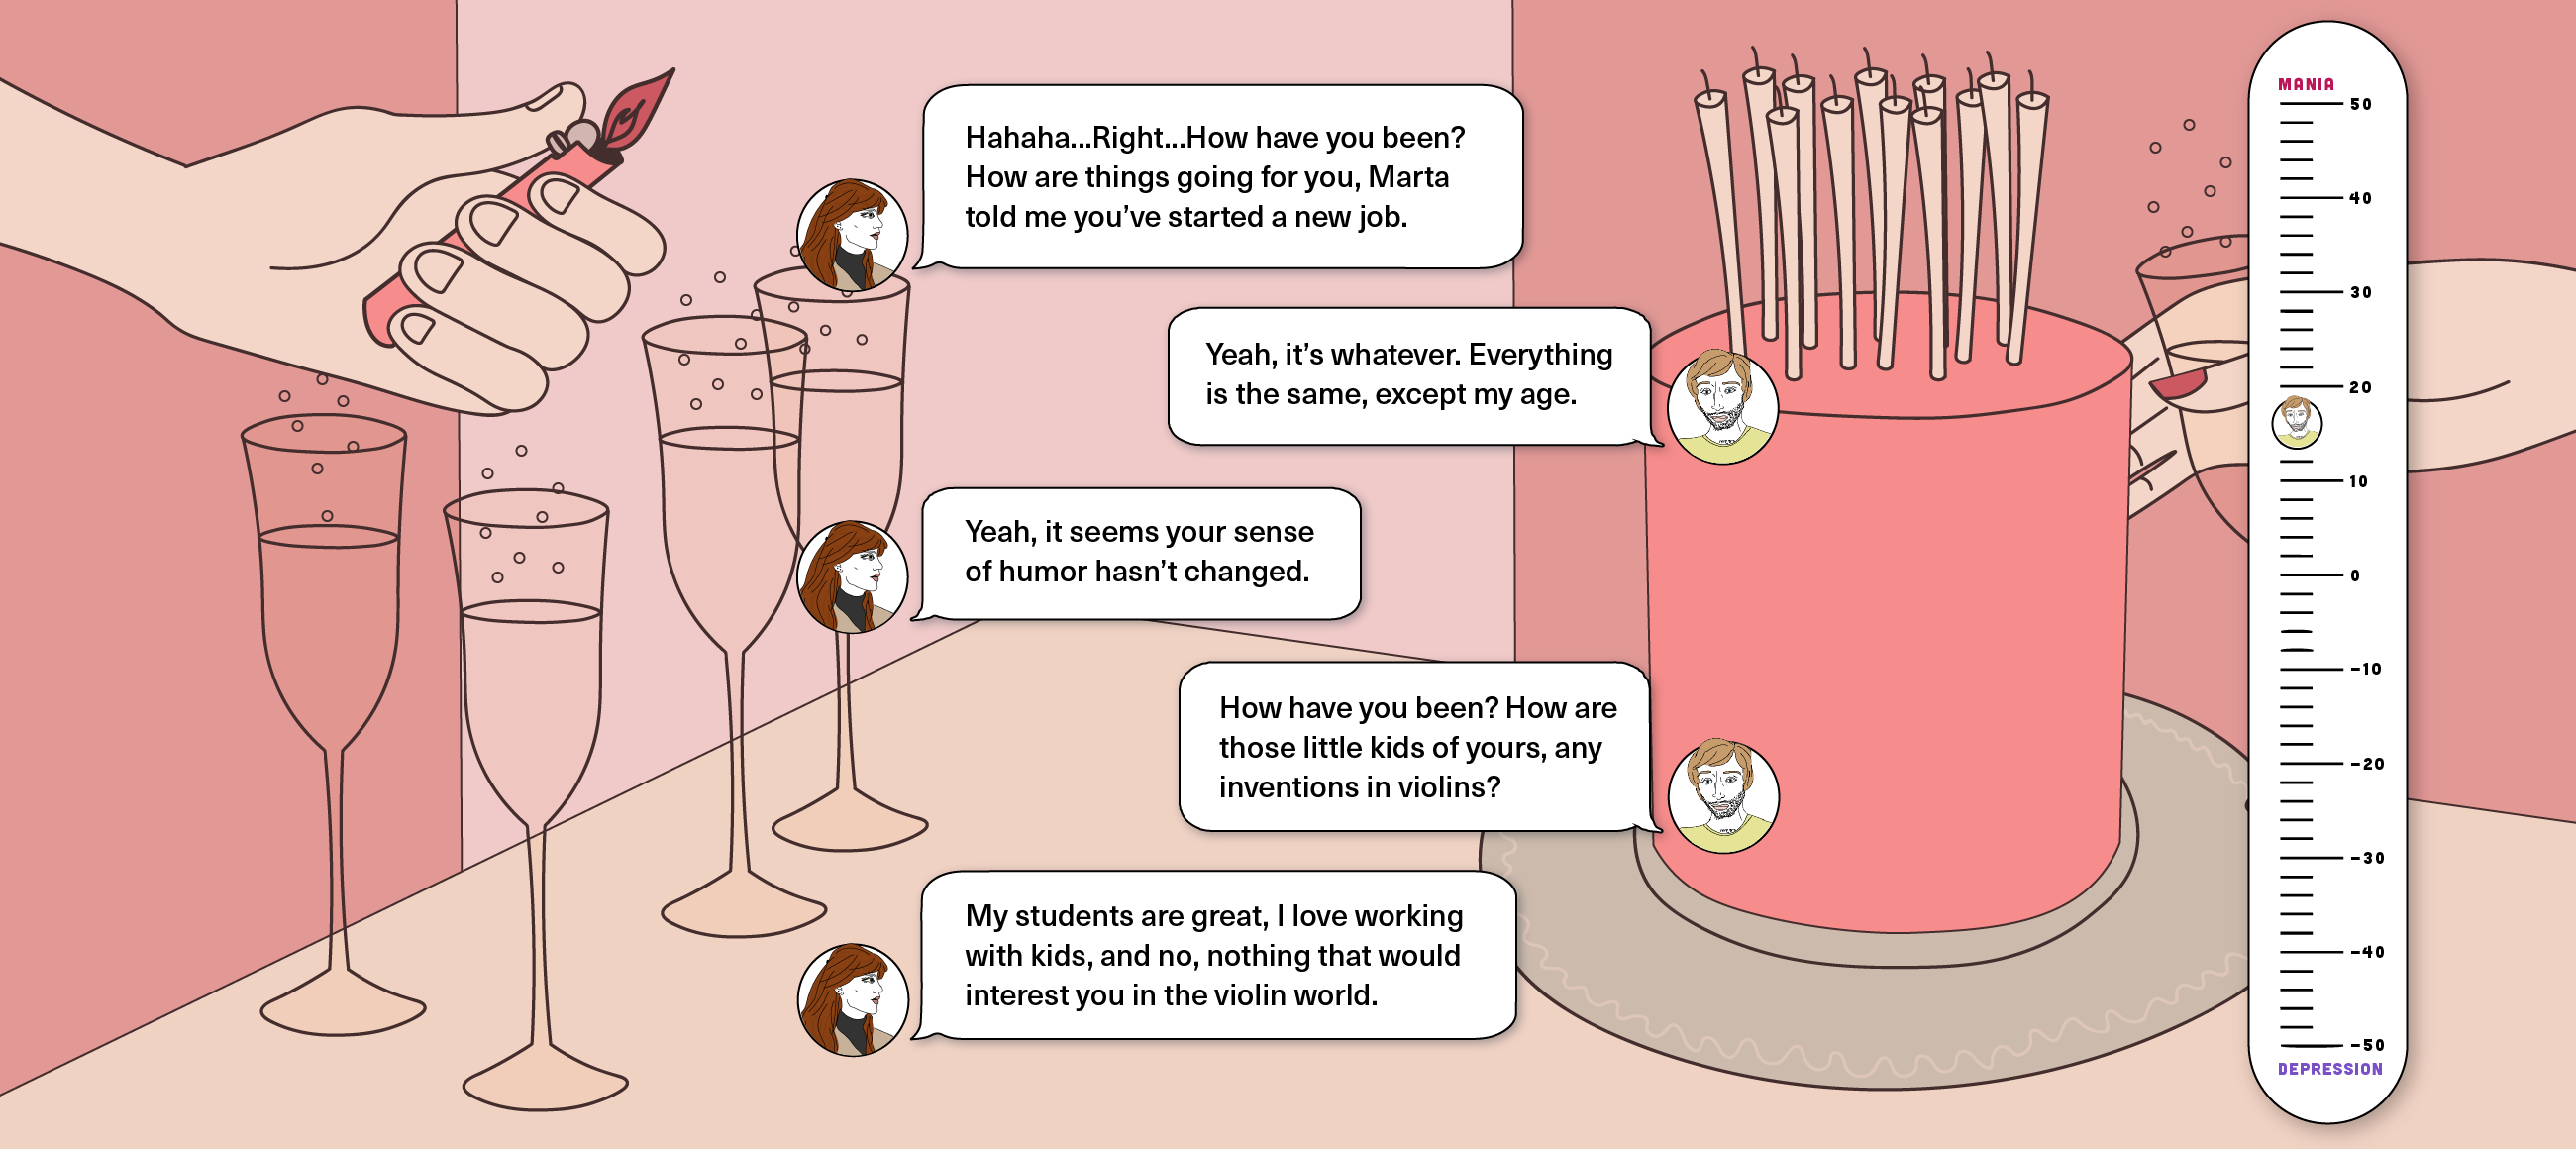 Hahaha...Right...How have you been?
How are things going for you, Marta
told me you've started a new job.
Yeah, it's whatever. Everything
is the same, except my age.
Yeah, it seems your sense
of humor hasn't changed.
How have you been? How are
those little kids of yours, any
inventions in violins?
My students are great, I love working
with kids, and no, nothing that would
interest you in the violin world.
MANIA
50
40
30
20
10
0
-10
-20
-30
-40
-50
DEPRESSION